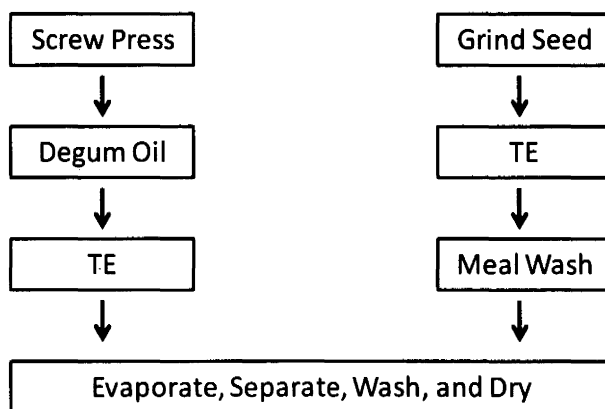 Screw Press
Grind Seed
Degum Oil
TE
TE
Meal Wash
Evaporate, Separate, Wash, and Dry